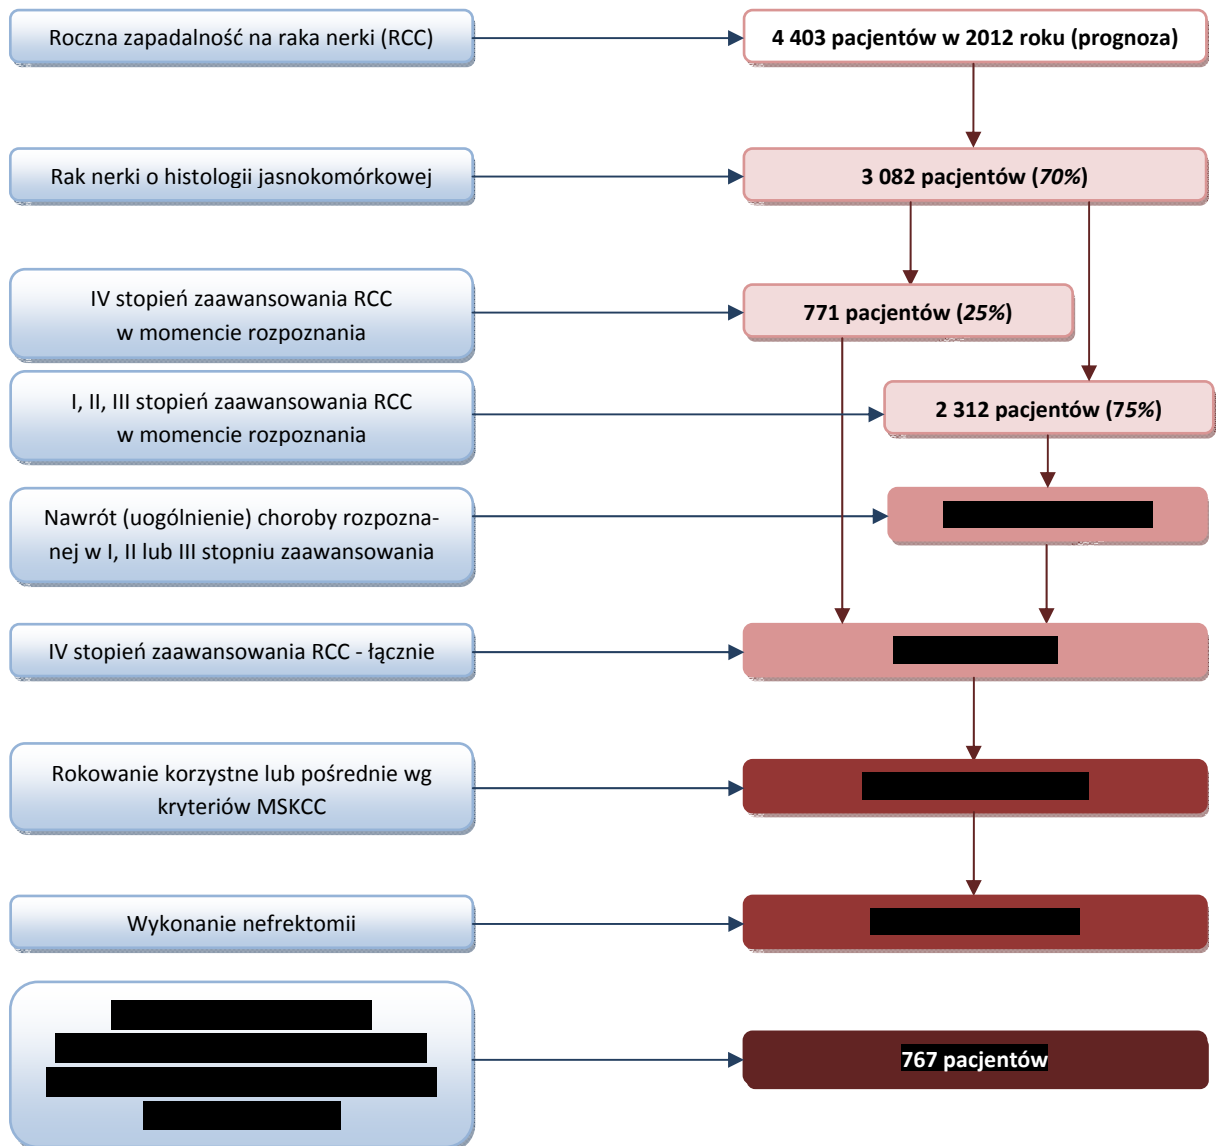 Roczna zapadalność na raka nerki (RCC)
4 403 pacjentów w 2012 roku (prognoza)
Rak nerki o histologii jasnokomórkowej
3 082 pacjentów (70%)
IV stopień zaawansowania RCC
w momencie rozpoznania
771 pacjentów (25%)
I, II, III stopień zaawansowania RCC
w momencie rozpoznania
2 312 pacjentów (75%)
Nawrót (uogólnienie) choroby rozpozna-
nej w I, II lub III stopniu zaawansowania
IV stopień zaawansowania RCC - łącznie
Rokowanie korzystne lub pośrednie wg
kryteriów MSKCC
Wykonanie nefrektomii
767 pacjentów